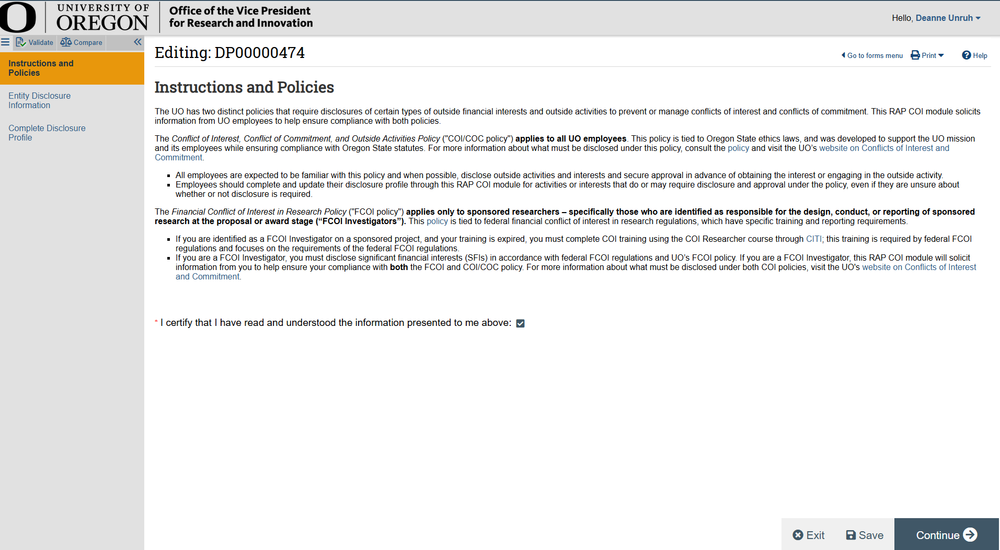 UNIVERSITY OF
OREGON
Office of the Vice President
for Research and Innovation
Hello, Deanne Unruh
Validate
Compare
Instructions and
Policies
Entity Disclosure
Information
Complete Disclosure
Profile
Editing: DP00000474
Go to forms menu
Print
Help
Instructions and Policies
The UO has two distinct policies that require disclosures of certain types of outside financial interests and outside activities to prevent or manage conflicts of interest and conflicts of commitment. This RAP COI module solicits
information from UO employees to help ensure compliance with both policies.
The Conflict of Interest, Conflict of Commitment, and Outside Activities Policy ("COI/COC policy") applies to all UO employees. This policy is tied to Oregon State ethics laws, and was developed to support the UO mission
and its employees while ensuring compliance with Oregon State statutes. For more information about what must be disclosed under this policy, consult the policy and visit the UO's website on Conflicts of Interest and
Commitment.
▪ All employees are expected to be familiar with this policy and when possible, disclose outside activities and interests and secure approval in advance of obtaining the interest or engaging in the outside activity.
▪ Employees should complete and update their disclosure profile through this RAP COI module for activities or interests that do or may require disclosure and approval under the policy, even if they are unsure about
whether or not disclosure is required.
The Financial Conflict of Interest in Research Policy ("FCOI policy") applies only to sponsored researchers – specifically those who are identified as responsible for the design, conduct, or reporting of sponsored
research at the proposal or award stage (“FCOI Investigators”). This policy is tied to federal financial conflict of interest in research regulations, which have specific training and reporting requirements.
▪ If you are identified as a FCOI Investigator on a sponsored project, and your training is expired, you must complete COI training using the COI Researcher course through CITI; this training is required by federal FCOI
regulations and focuses on the requirements of the federal FCOI regulations.
▪ If you are a FCOI Investigator, you must disclose significant financial interests (SFIs) in accordance with federal FCOI regulations and UO’s FCOI policy. If you are a FCOI Investigator, this RAP COI module will solicit
information from you to help ensure your compliance with both the FCOI and COI/COC policy. For more information about what must be disclosed under both COI policies, visit the UO's website on Conflicts of Interest
and Commitment.
* I certify that I have read and understood the information presented to me above:
Exit
Save
Continue